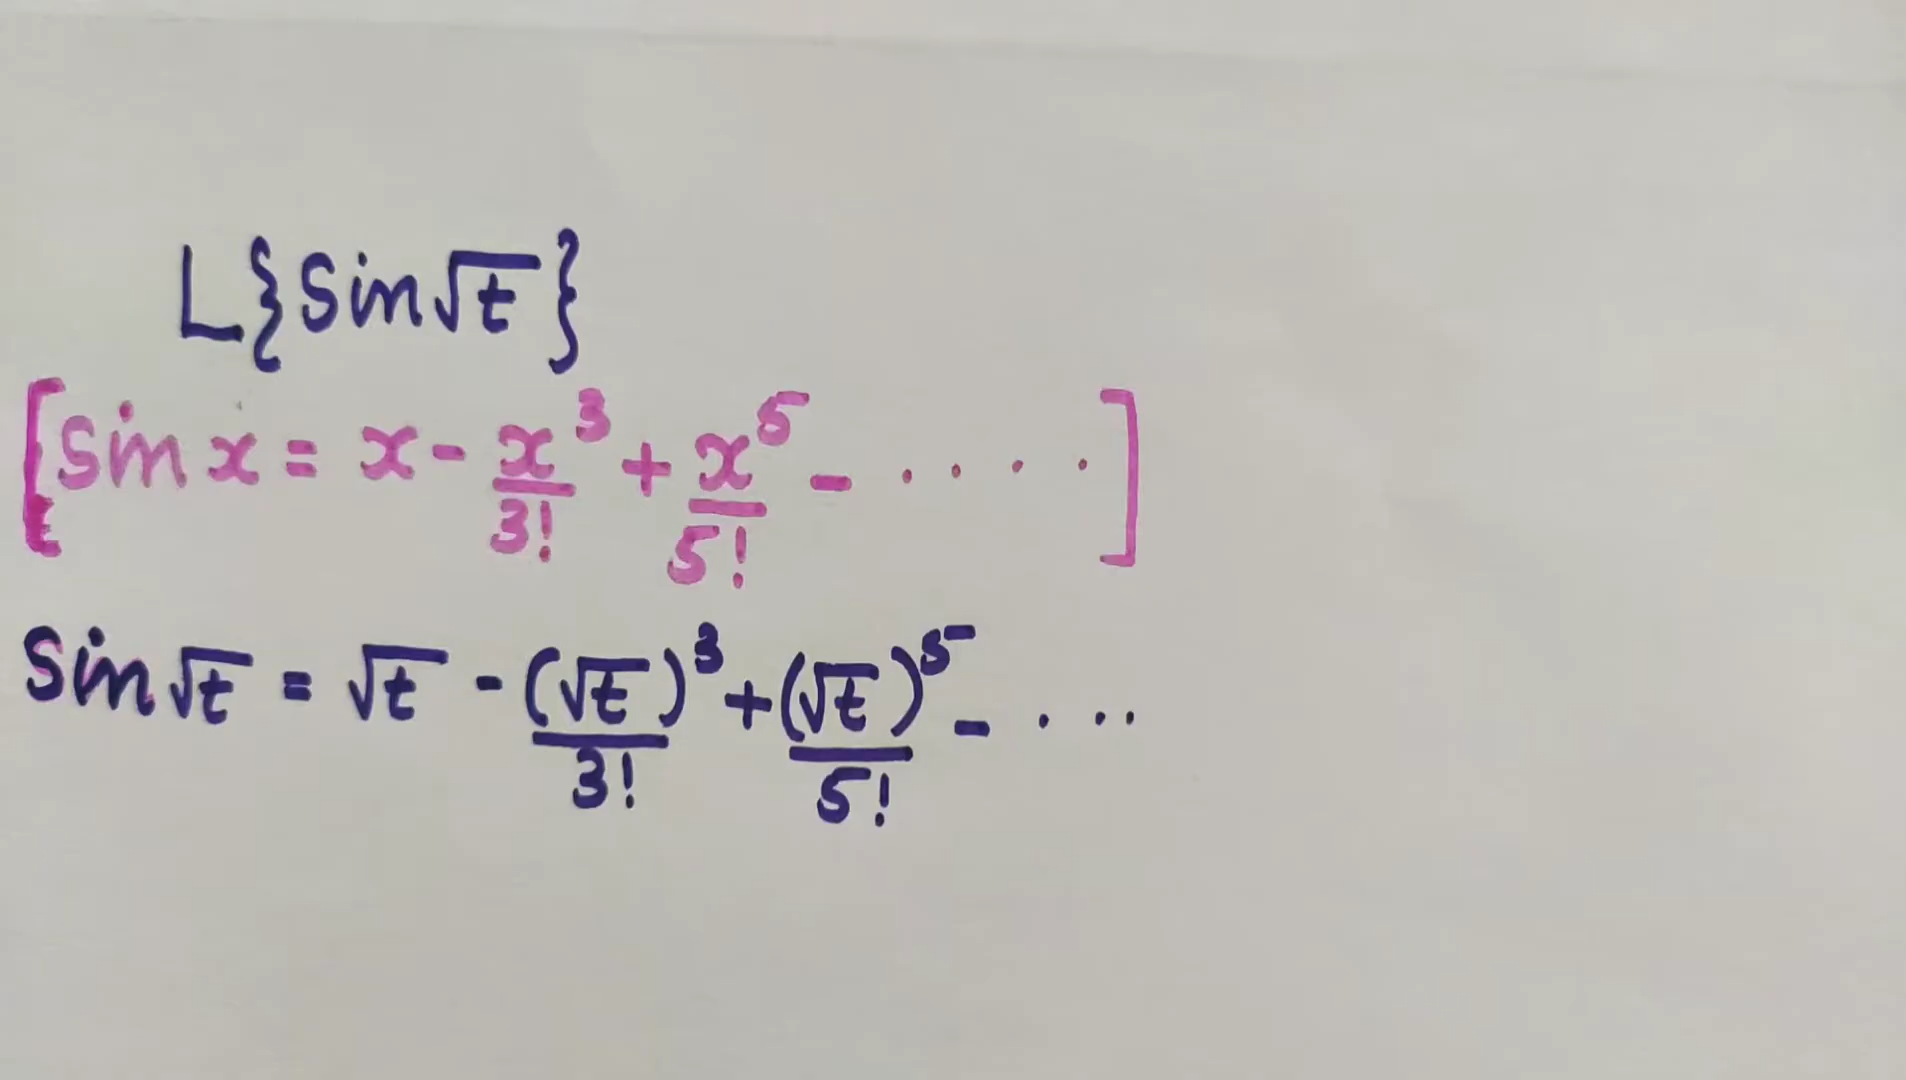 L{Sin√t}
[Sin x = x - x³/3! + x⁵/5! - ....]
Sin√t = √t - (√t)³/3! + (√t)⁵/5! - ...